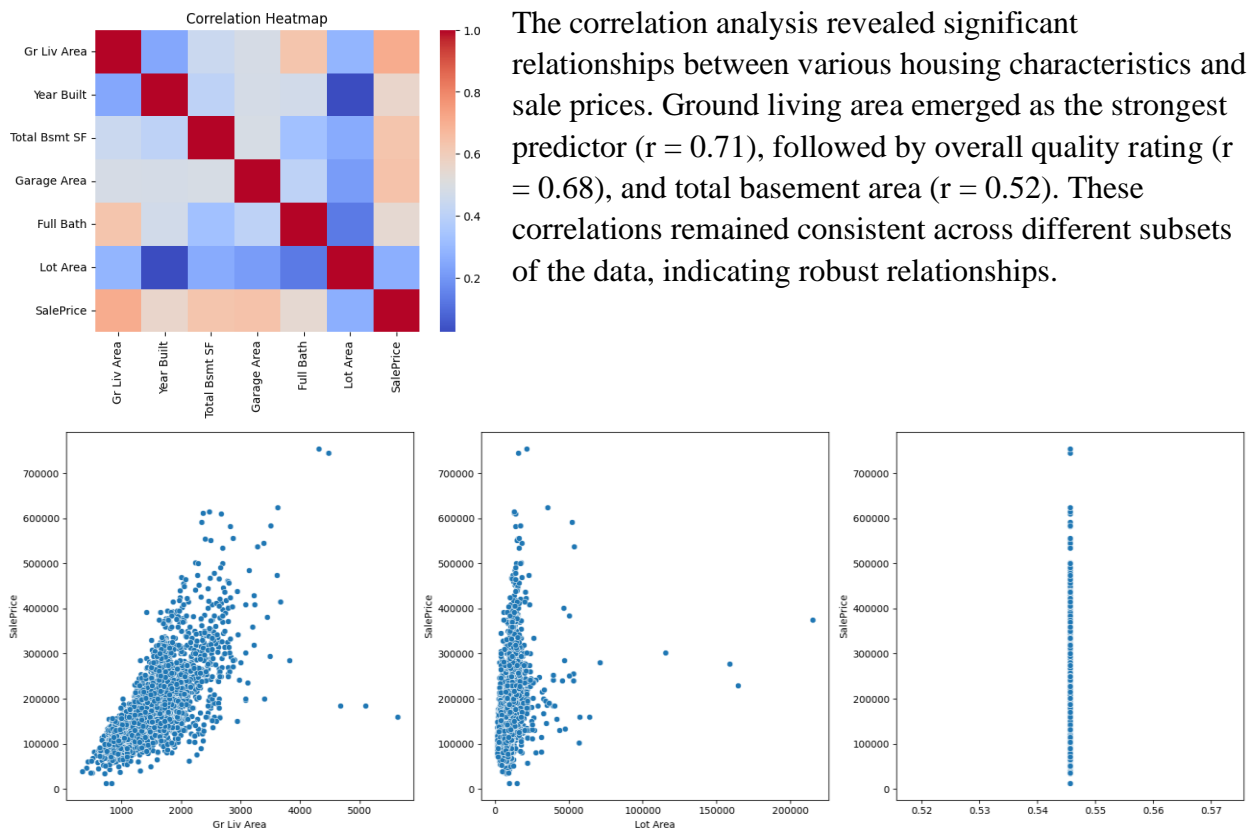 Correlation Heatmap
Gr Liv Area
Year Built
Total Bsmt SF
Garage Area
Full Bath
Lot Area
SalePrice
Gr Liv Area
Year Built
Total Bsmt SF
Garage Area
Full Bath
Lot Area
SalePrice
1.0
0.8
0.6
0.4
0.2
The correlation analysis revealed significant
relationships between various housing characteristics and
sale prices. Ground living area emerged as the strongest
predictor (r = 0.71), followed by overall quality rating (r
= 0.68), and total basement area (r = 0.52). These
correlations remained consistent across different subsets
of the data, indicating robust relationships.
SalePrice
700000
600000
500000
400000
300000
200000
100000
0
1000 2000 3000 4000 5000
Gr Liv Area
SalePrice
700000
600000
500000
400000
300000
200000
100000
0
0 50000 100000 150000 200000
Lot Area
SalePrice
700000
600000
500000
400000
300000
200000
100000
0
0.52 0.53 0.54 0.55 0.56 0.57